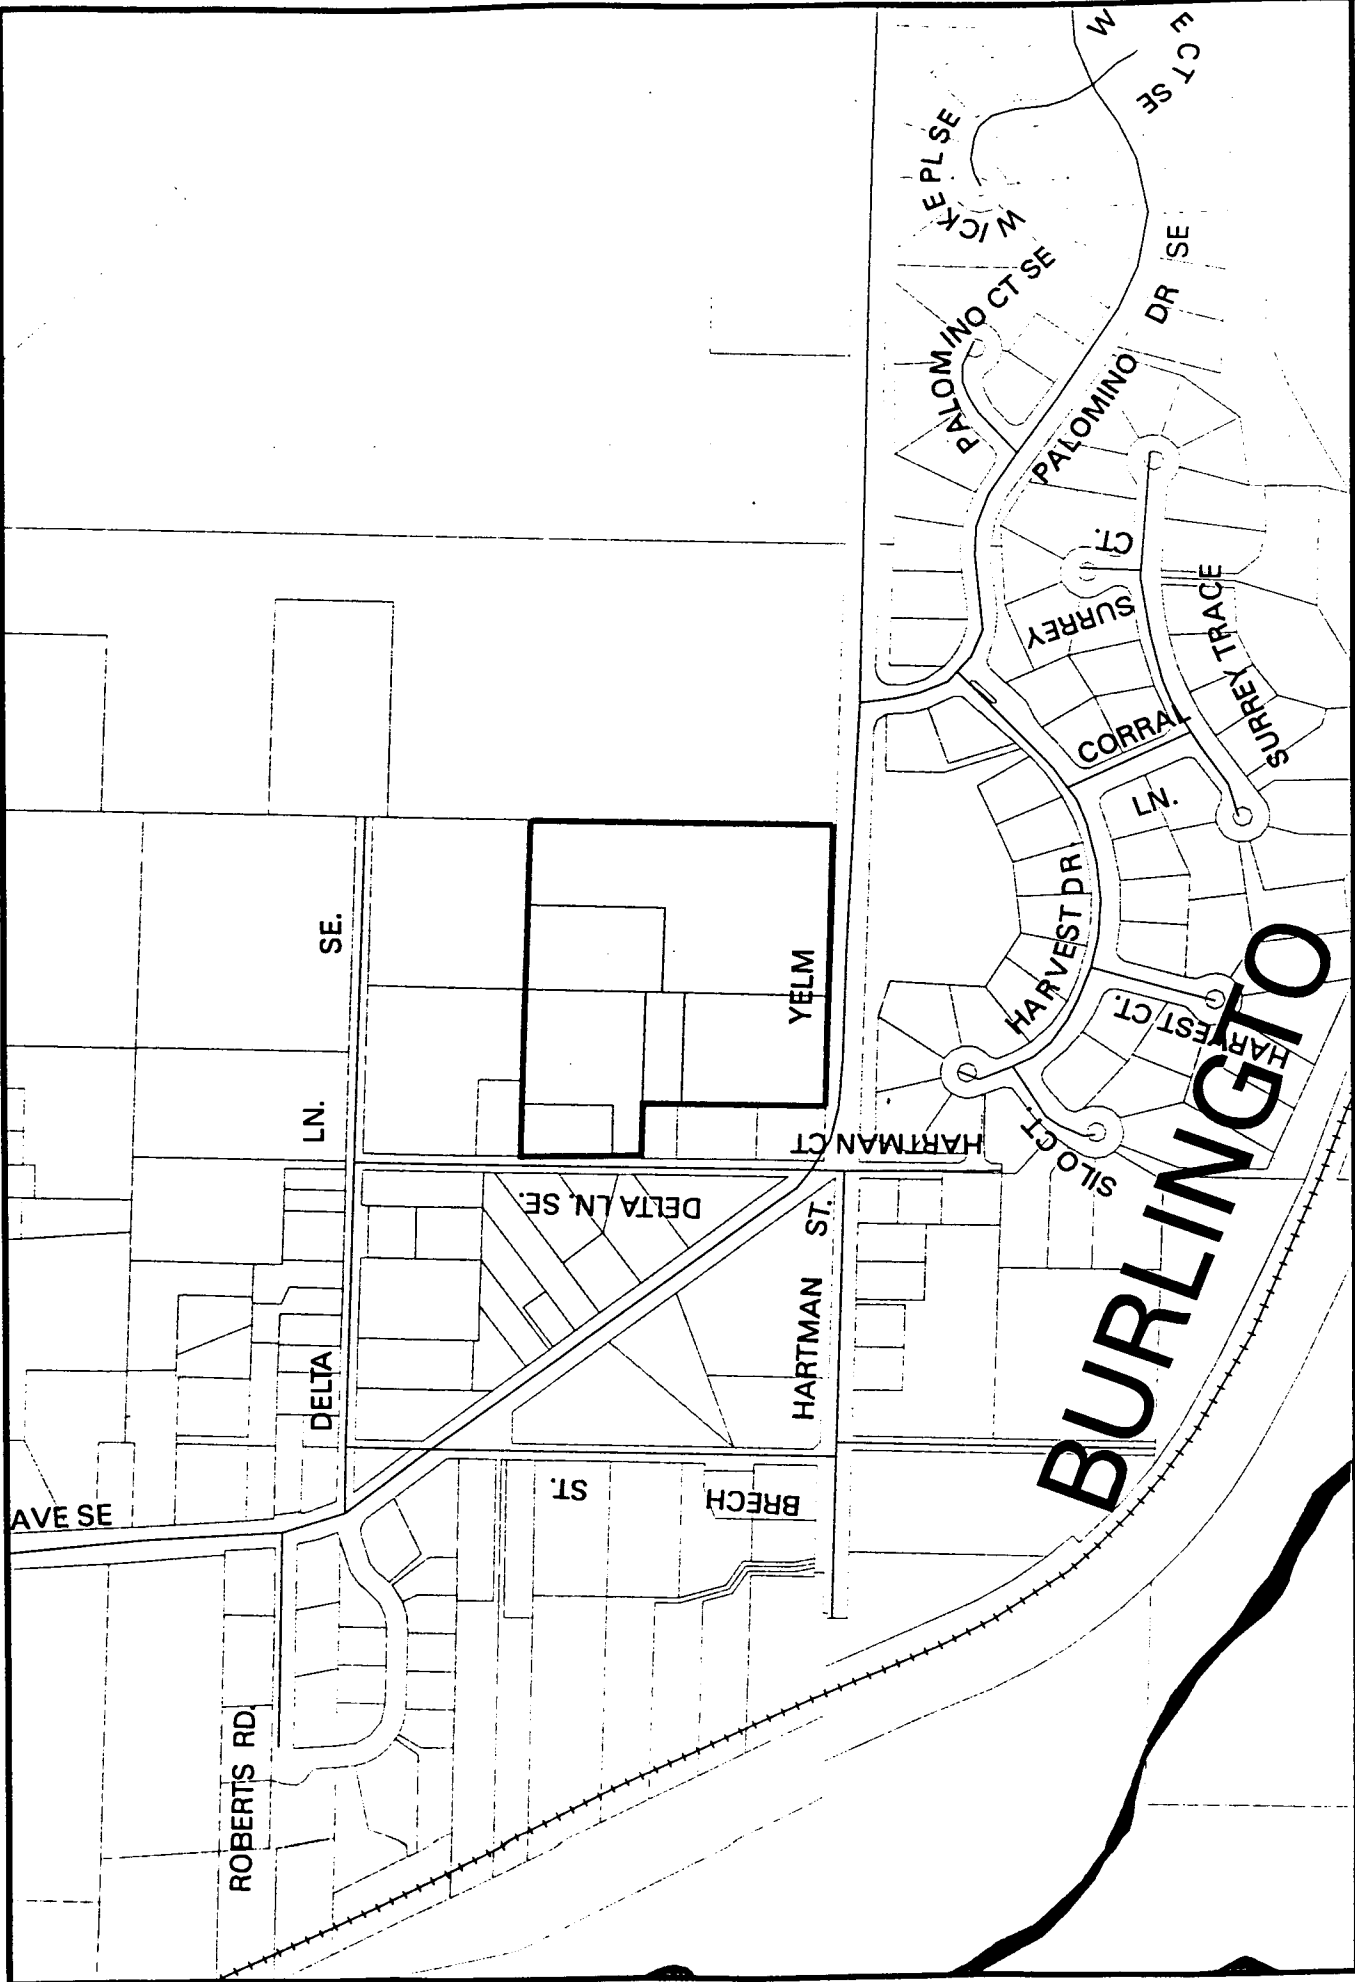 W
E CT SE
WICK E PL SE
PALOMINO CT SE
PALOMINO DR SE
SURREY CT.
SURREY TRACE
CORRAL LN.
HARVEST DR.
HARVEST CT.
SILO CT.
YELM
AVE SE
HARTMAN CT
HARTMAN ST.
DELTA LN. SE.
DELTA LN. SE.
BRECH ST.
ROBERTS RD.
BURLINGTO